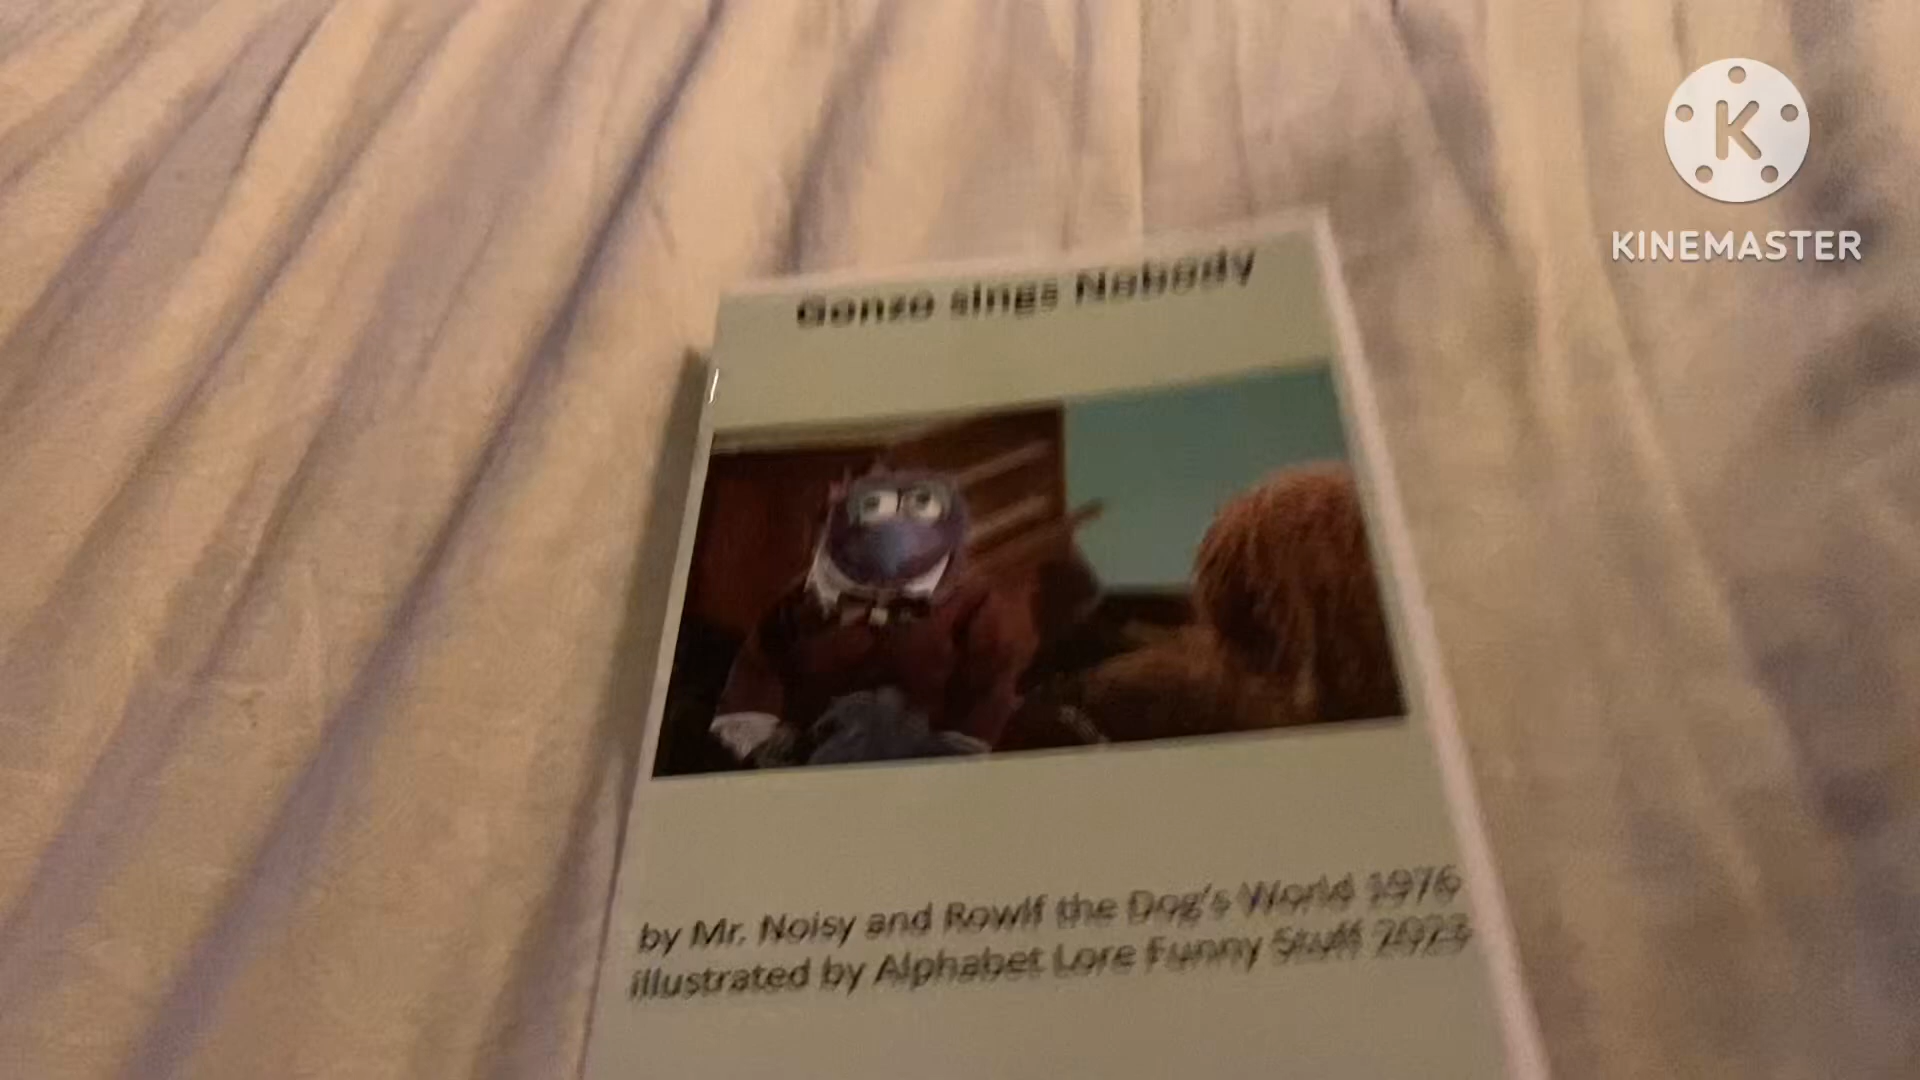 K
KINEMASTER
Gonzo sings Nobody
by Mr. Noisy and Rowlf the Dog's World 1976
illustrated by Alphabet Lore Funny Stuff 2023